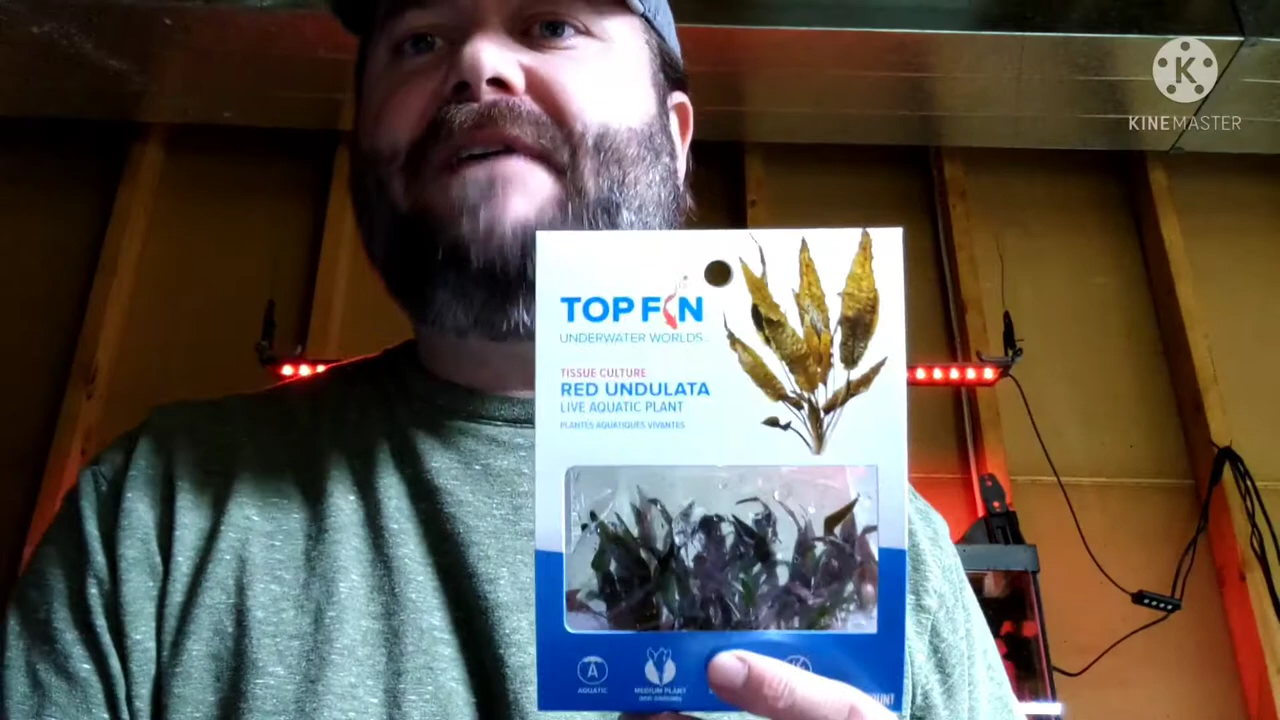 K
KINEMASTER
TOP FIN
UNDERWATER WORLDS
TISSUE CULTURE
RED UNDULATA
LIVE AQUATIC PLANT
PLANTES AQUATIQUES VIVANTES
A
AQUATIC
MEDIUM PLANT